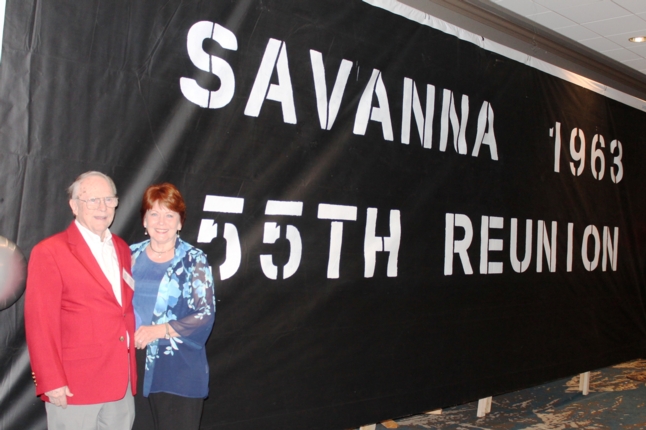 SAVANNA 1963
55TH REUNION